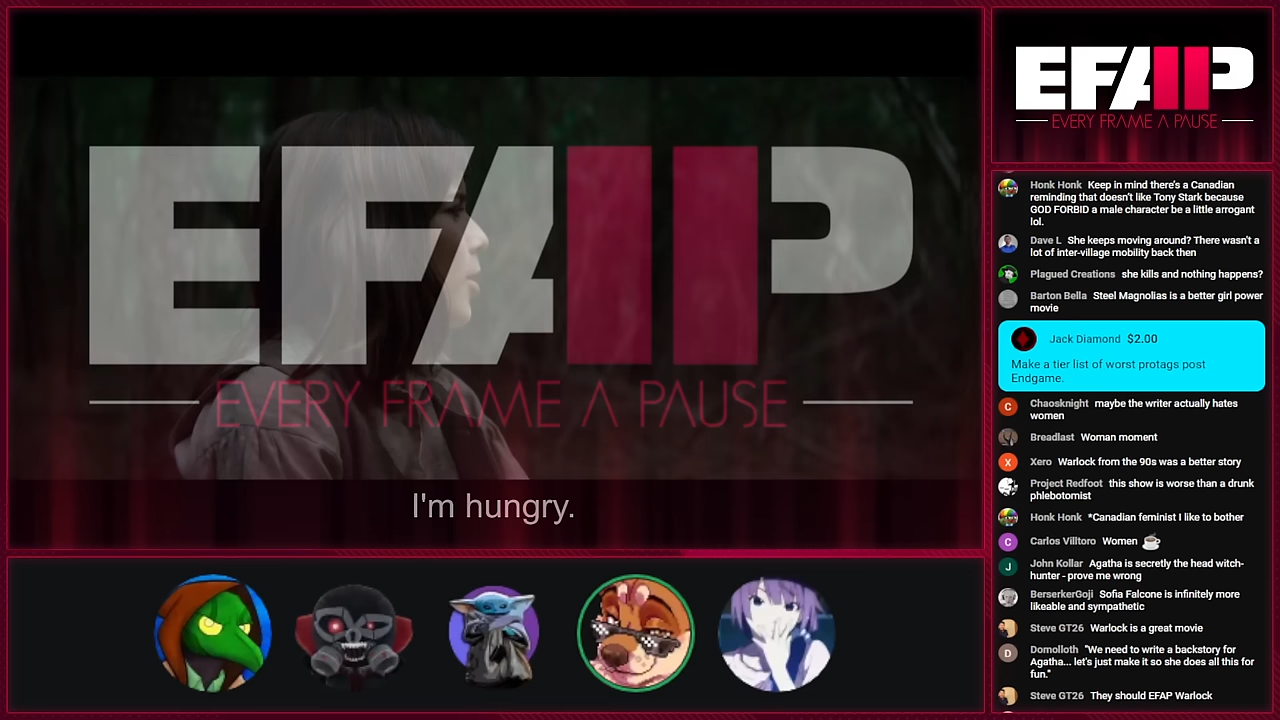 EFAP
EVERY FRAME A PAUSE
I'm hungry.
EFAP
EVERY FRAME A PAUSE
Honk Honk Keep in mind there's a Canadian
reminding that doesn't like Tony Stark because
GOD FORBID a male character be a little arrogant
lol.
Dave L She keeps moving around? There wasn't a
lot of inter-village mobility back then
Plagued Creations she kills and nothing happens?
Barton Bella Steel Magnolias is a better girl power
movie
Jack Diamond $2.00
Make a tier list of worst protags post
Endgame.
C Chaosknight maybe the writer actually hates
women
Breadlast Woman moment
X Xero Warlock from the 90s was a better story
Project Redfoot this show is worse than a drunk
phlebotomist
Honk Honk *Canadian feminist I like to bother
C Carlos Villtoro Women ☕
J John Kollar Agatha is secretly the head witch-
hunter - prove me wrong
BerserkerGoji Sofia Falcone is infinitely more
likeable and sympathetic
Steve GT26 Warlock is a great movie
D Domolloth "We need to write a backstory for
Agatha... let's just make it so she does all this for
fun."
Steve GT26 They should EFAP Warlock